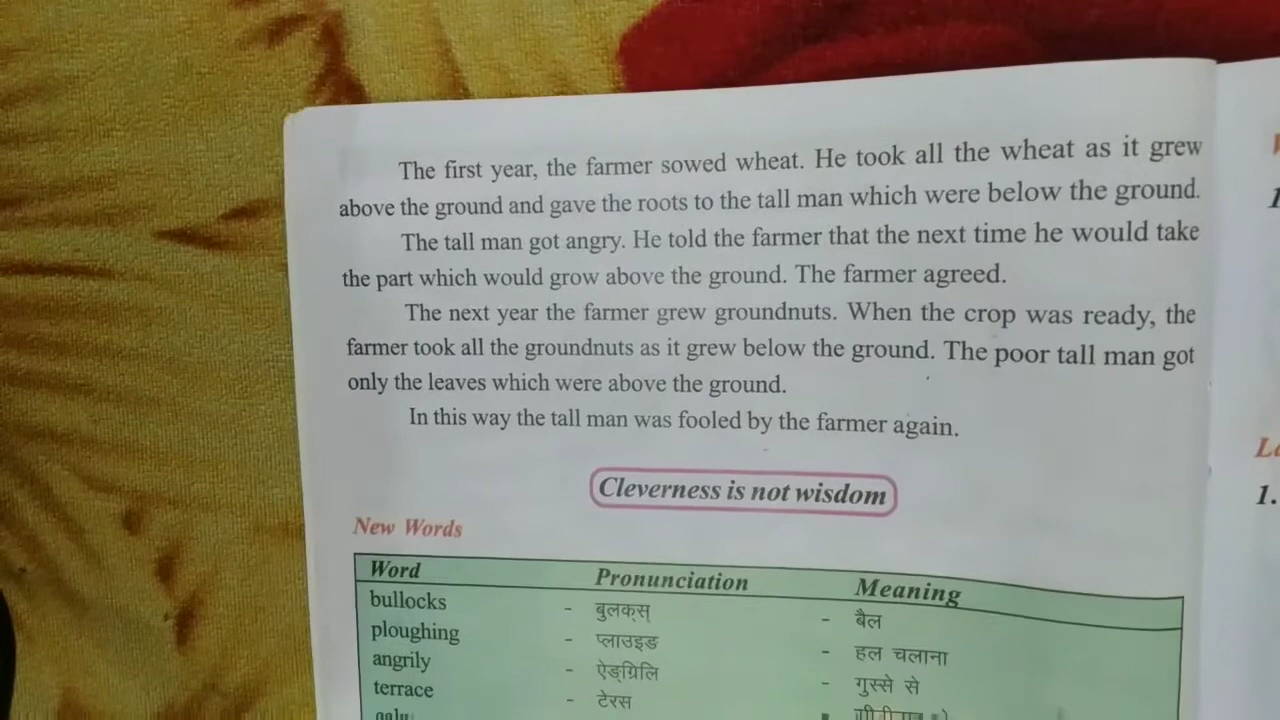 The first year, the farmer sowed wheat. He took all the wheat as it grew
above the ground and gave the roots to the tall man which were below the ground.
The tall man got angry. He told the farmer that the next time he would take
the part which would grow above the ground. The farmer agreed.
The next year the farmer grew groundnuts. When the crop was ready, the
farmer took all the groundnuts as it grew below the ground. The poor tall man got
only the leaves which were above the ground.
In this way the tall man was fooled by the farmer again.
Cleverness is not wisdom
New Words
Word Pronunciation Meaning
bullocks - बुलक्स् - बैल
ploughing - प्लाउइङ - हल चलाना
angrily - ऐङ्ग्रिलि - गुस्से से
terrace - टेरस
1.